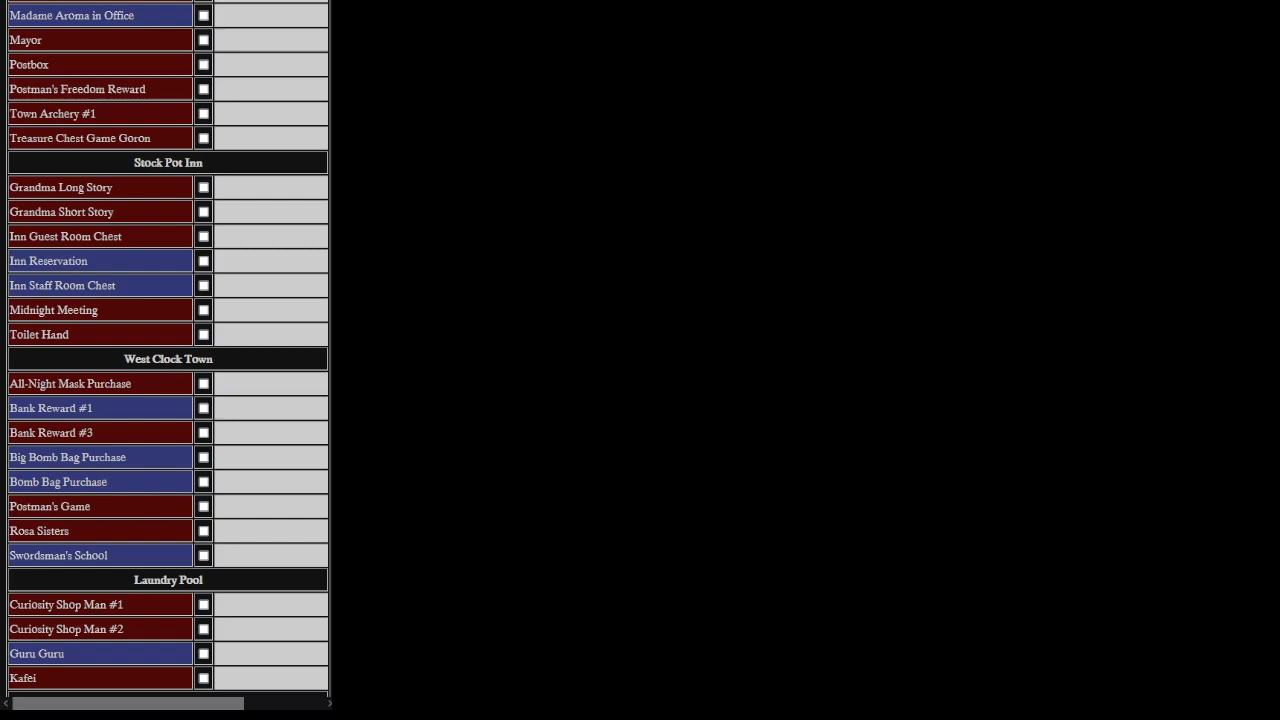 Madame Aroma in Office
Mayor
Postbox
Postman's Freedom Reward
Town Archery #1
Treasure Chest Game Goron
Stock Pot Inn
Grandma Long Story
Grandma Short Story
Inn Guest Room Chest
Inn Reservation
Inn Staff Room Chest
Midnight Meeting
Toilet Hand
West Clock Town
All-Night Mask Purchase
Bank Reward #1
Bank Reward #3
Big Bomb Bag Purchase
Bomb Bag Purchase
Postman's Game
Rosa Sisters
Swordsman's School
Laundry Pool
Curiosity Shop Man #1
Curiosity Shop Man #2
Guru Guru
Kafei